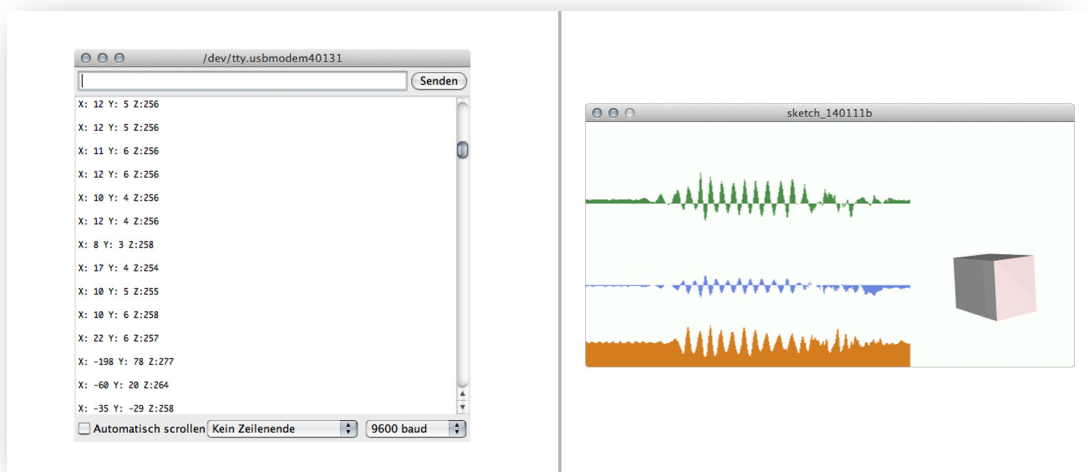 /dev/tty.usbmodem40131
Senden
X: 12 Y: 5 Z:256
X: 12 Y: 5 Z:256
X: 11 Y: 6 Z:256
X: 12 Y: 6 Z:256
X: 10 Y: 4 Z:256
X: 12 Y: 4 Z:256
X: 8 Y: 3 Z:258
X: 17 Y: 4 Z:254
X: 10 Y: 5 Z:255
X: 10 Y: 6 Z:258
X: 22 Y: 6 Z:257
X: -198 Y: 78 Z:277
X: -60 Y: 20 Z:264
X: -35 Y: -29 Z:258
Automatisch scrollen Kein Zeilenende 9600 baud
sketch_140111b